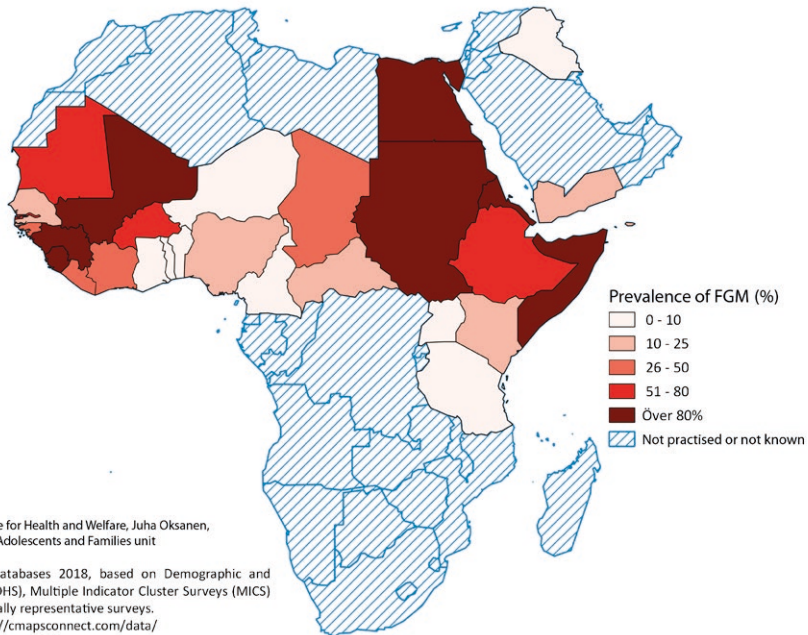 Prevalence of FGM (%)
0 - 10
10 - 25
26 - 50
51 - 80
Över 80%
Not practised or not known
e for Health and Welfare, Juha Oksanen,
Adolescents and Families unit
atabases 2018, based on Demographic and
DHS), Multiple Indicator Cluster Surveys (MICS)
ally representative surveys.
//cmapsconnect.com/data/